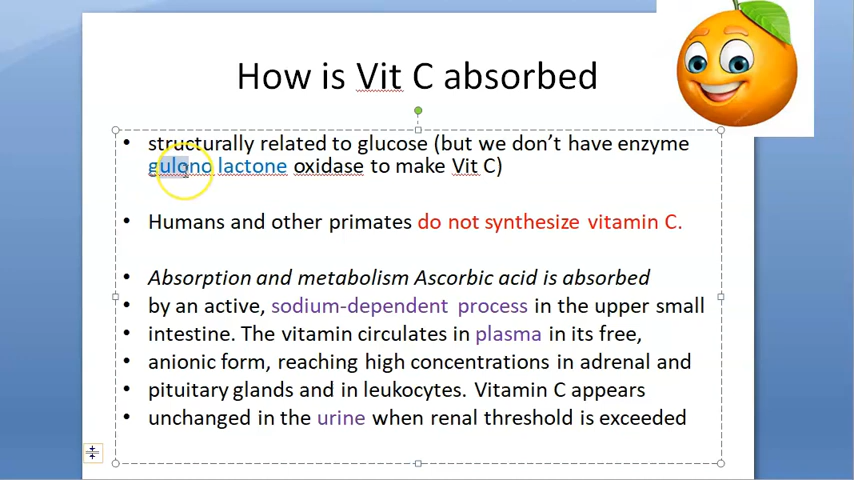 How is Vit C absorbed
• structurally related to glucose (but we don't have enzyme
gulono lactone oxidase to make Vit C)
• Humans and other primates do not synthesize vitamin C.
• Absorption and metabolism Ascorbic acid is absorbed
• by an active, sodium-dependent process in the upper small
• intestine. The vitamin circulates in plasma in its free,
• anionic form, reaching high concentrations in adrenal and
• pituitary glands and in leukocytes. Vitamin C appears
• unchanged in the urine when renal threshold is exceeded